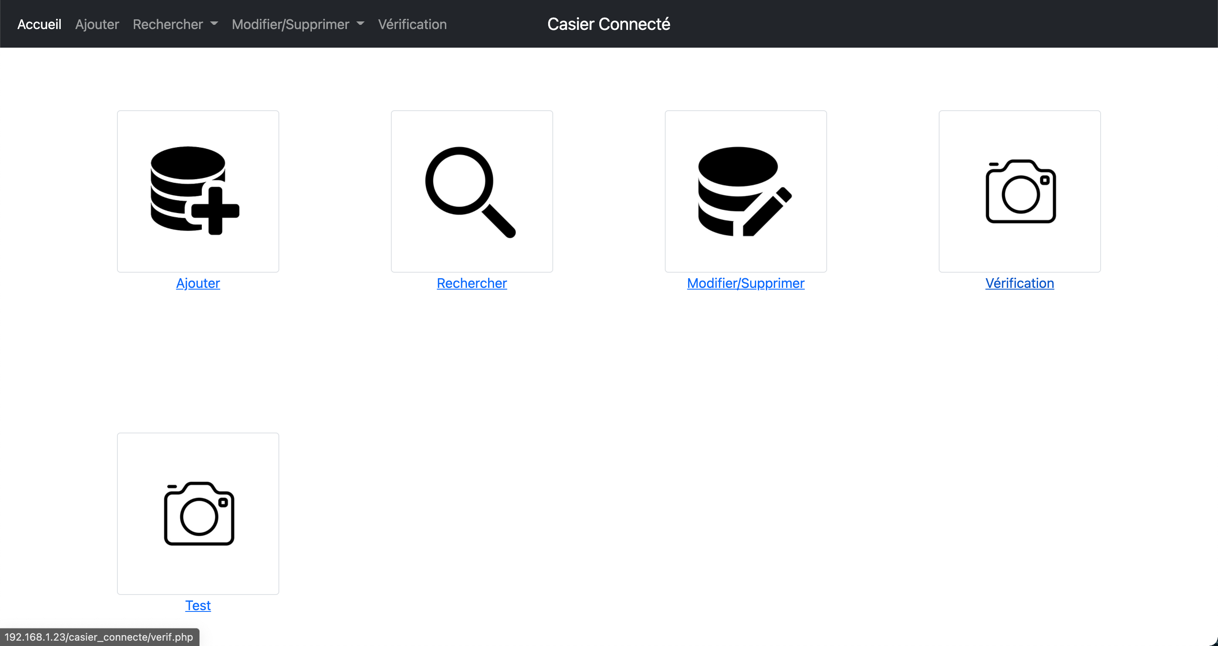 Accueil Ajouter Rechercher Modifier/Supprimer Vérification Casier Connecté
Ajouter Rechercher Modifier/Supprimer Vérification
Test
192.168.1.23/casier_connecte/verif.php